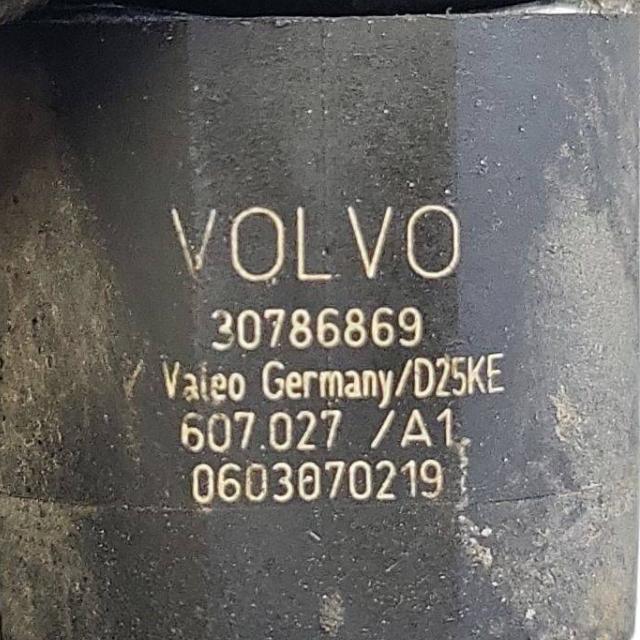 VOLVO
30786869
Valeo Germany/D25KE
607.027 /A1
0603070219